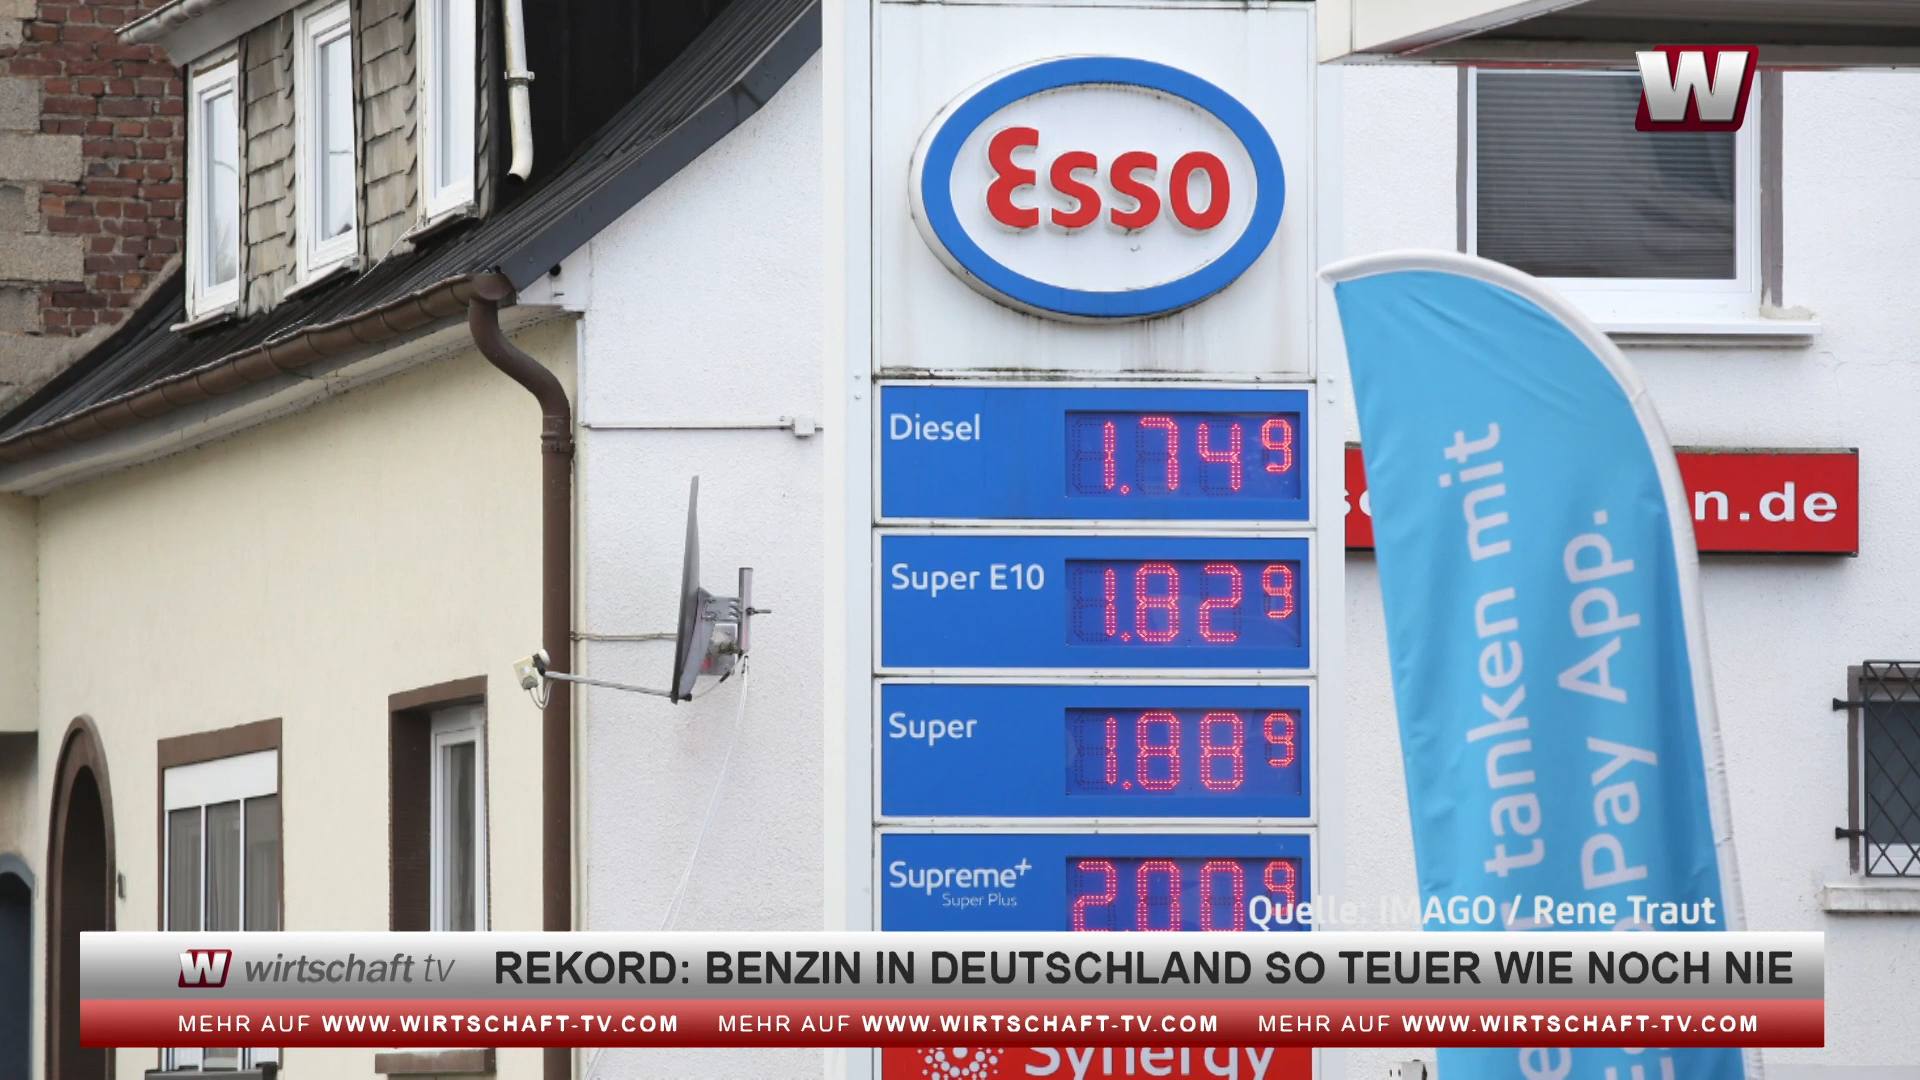 W
Esso
Diesel
1.749
Super E10
1.829
Super
1.889
Supreme+
Super Plus
2.009
n.de
tanken mit
Pay App.
Quelle: IMAGO / Rene Traut
W wirtschaft tv
REKORD: BENZIN IN DEUTSCHLAND SO TEUER WIE NOCH NIE
MEHR AUF WWW.WIRTSCHAFT-TV.COM MEHR AUF WWW.WIRTSCHAFT-TV.COM MEHR AUF WWW.WIRTSCHAFT-TV.COM
Synergy